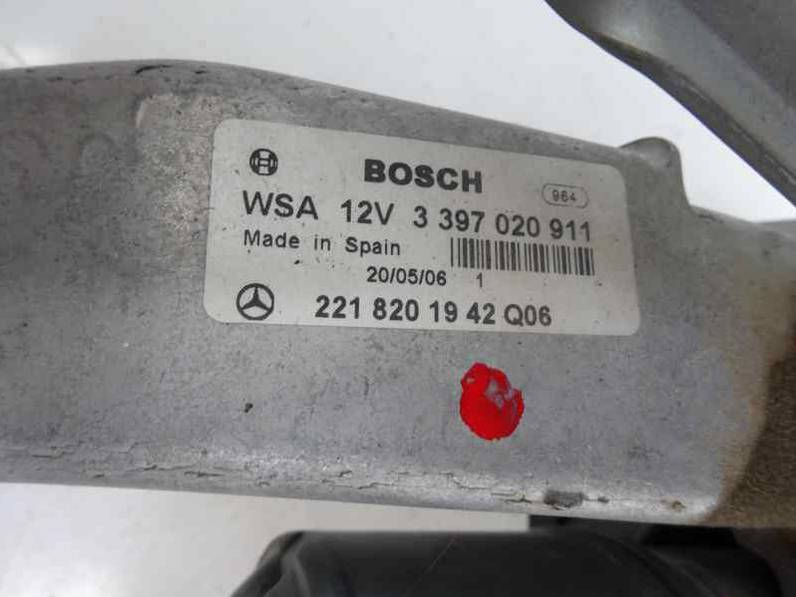 BOSCH
964
WSA 12V 3 397 020 911
Made in Spain
20/05/06 1
221 820 19 42 Q06